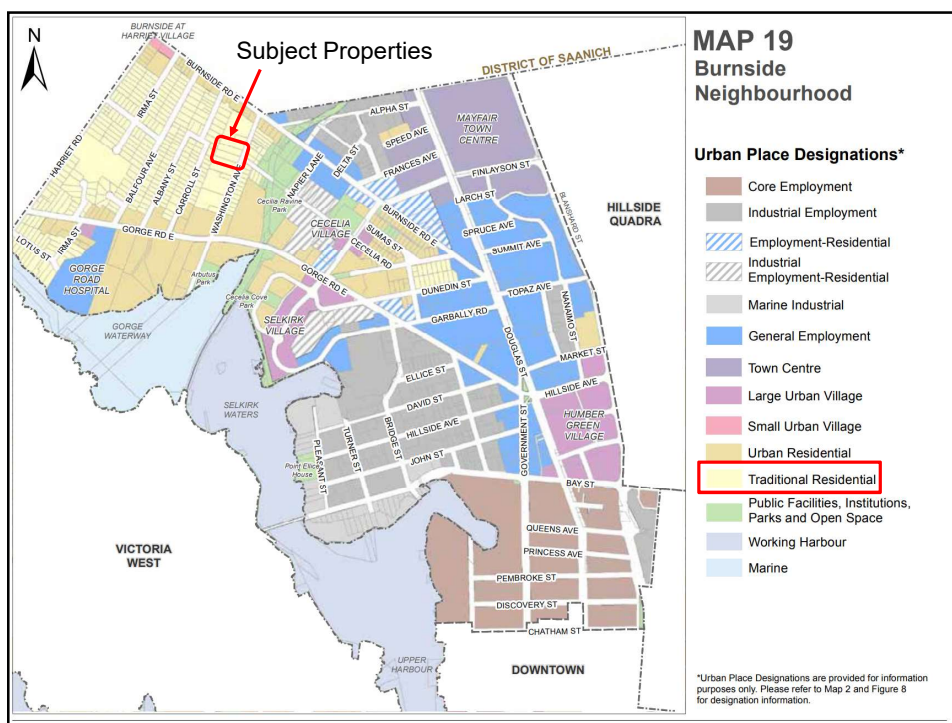 BURNSIDE AT
HARRIET VILLAGE
N
Subject Properties
DISTRICT OF SAANICH
BURNSIDE RD E
IRMA ST
HARRIET RD
BALFOUR AVE
ALBANY ST
CARROLL ST
WASHINGTON AVE
NAPIER LANE
DELTA ST
ALPHA ST
SPEED AVE
FRANCES AVE
MAYFAIR
TOWN
CENTRE
FINLAYSON ST
BLANSHARD ST
LARCH ST
HILLSIDE
QUADRA
Cecelia Ravine Park
CECELIA
VILLAGE
BURNSIDE RD E
SUMAS ST
CECELIA RD
SPRUCE AVE
SUMMIT AVE
LOTUS ST
IRMA ST
GORGE RD E
GORGE
ROAD
HOSPITAL
Arbutus
Park
Cecelia Cove
Park
GORGE RD E
DUNEDIN ST
TOPAZ AVE
NANAIMO ST
GORGE
WATERWAY
SELKIRK
VILLAGE
GARBALLY RD
DOUGLAS ST
MARKET ST
SELKIRK
WATERS
ELLICE ST
DAVID ST
HILLSIDE AVE
HILLSIDE AVE
JOHN ST
PLEASANT ST
TURNER ST
BRIDGE ST
GOVERNMENT ST
HUMBER
GREEN
VILLAGE
Point Ellice
House
BAY ST
VICTORIA
WEST
QUEENS AVE
PRINCESS AVE
PEMBROKE ST
DISCOVERY ST
CHATHAM ST
UPPER
HARBOUR
DOWNTOWN
MAP 19
Burnside
Neighbourhood
Urban Place Designations*
Core Employment
Industrial Employment
Employment-Residential
Industrial
Employment-Residential
Marine Industrial
General Employment
Town Centre
Large Urban Village
Small Urban Village
Urban Residential
Traditional Residential
Public Facilities, Institutions,
Parks and Open Space
Working Harbour
Marine
*Urban Place Designations are provided for information
purposes only. Please refer to Map 2 and Figure 8
for designation information.